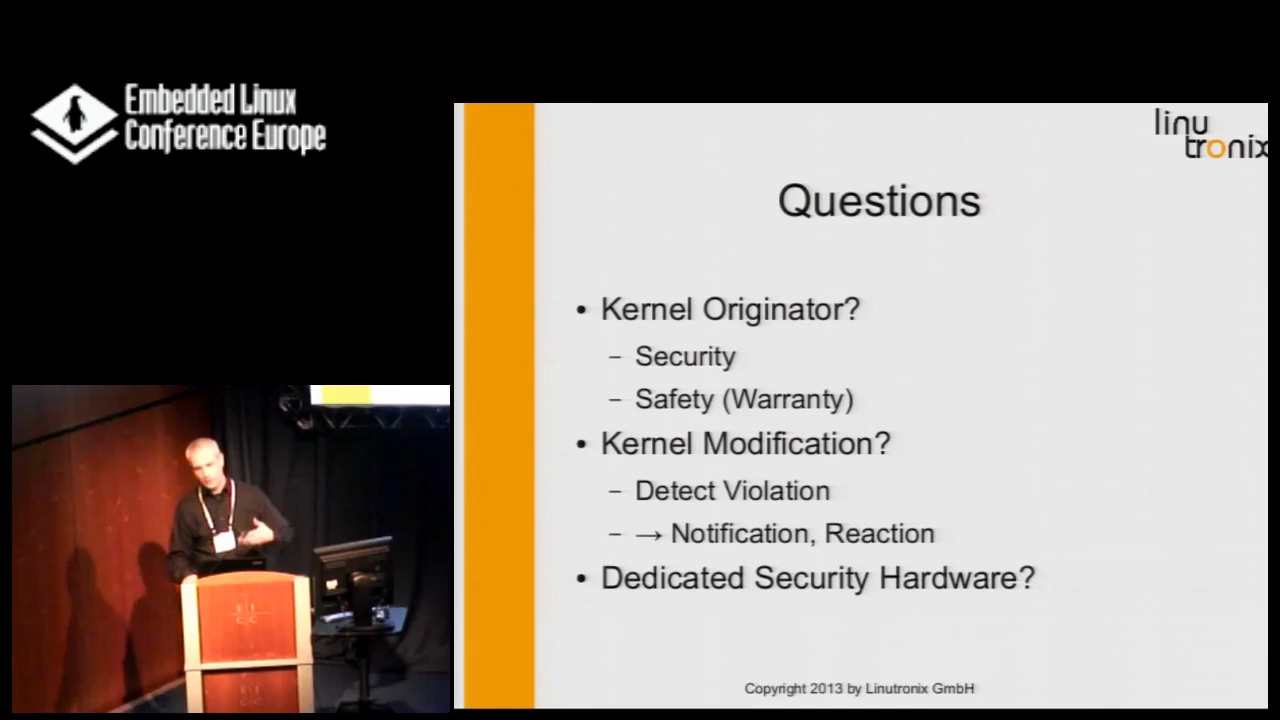 Embedded Linux
Conference Europe
linu
tronix
Questions
• Kernel Originator?
– Security
– Safety (Warranty)
• Kernel Modification?
– Detect Violation
– → Notification, Reaction
• Dedicated Security Hardware?
Copyright 2013 by Linutronix GmbH